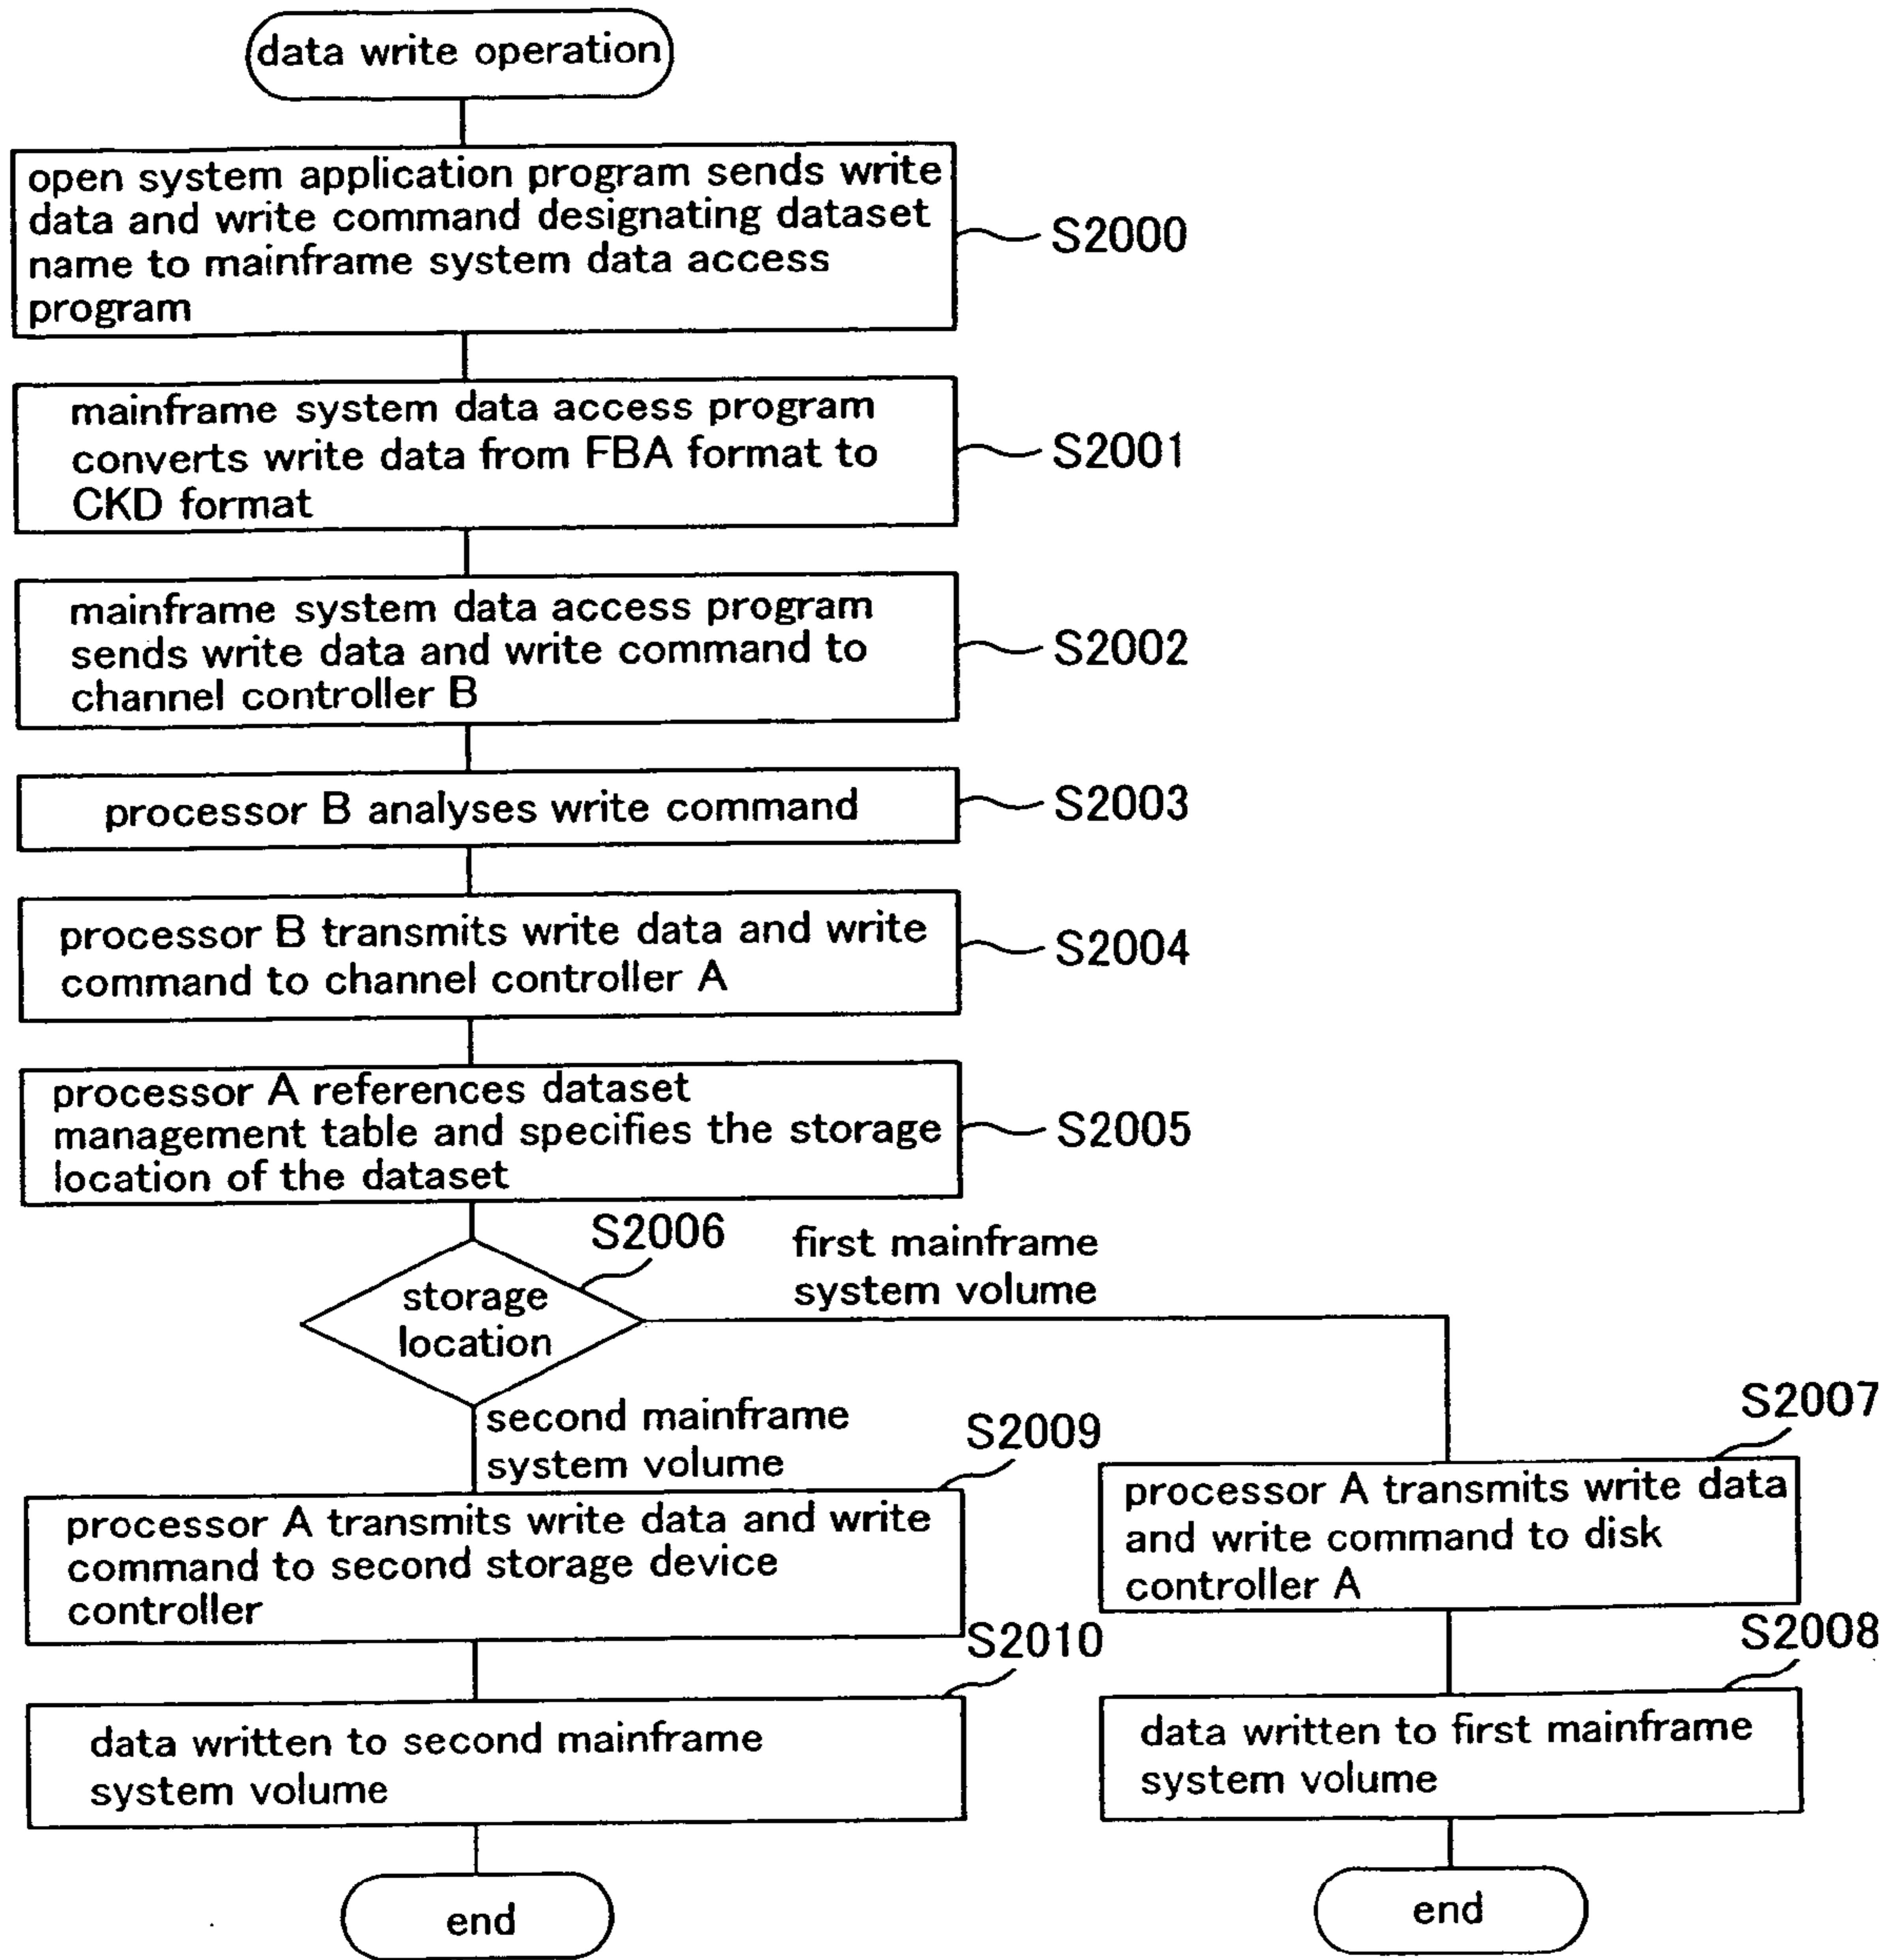 data write operation
open system application program sends write
data and write command designating dataset
name to mainframe system data access
program
S2000
mainframe system data access program
converts write data from FBA format to
CKD format
S2001
mainframe system data access program
sends write data and write command to
channel controller B
S2002
processor B analyses write command
S2003
processor B transmits write data and write
command to channel controller A
S2004
processor A references dataset
management table and specifies the storage
location of the dataset
S2005
S2006
storage
location
first mainframe
system volume
second mainframe
system volume
S2009
processor A transmits write data and write
command to second storage device
controller
S2007
processor A transmits write data
and write command to disk
controller A
S2010
data written to second mainframe
system volume
S2008
data written to first mainframe
system volume
end
end